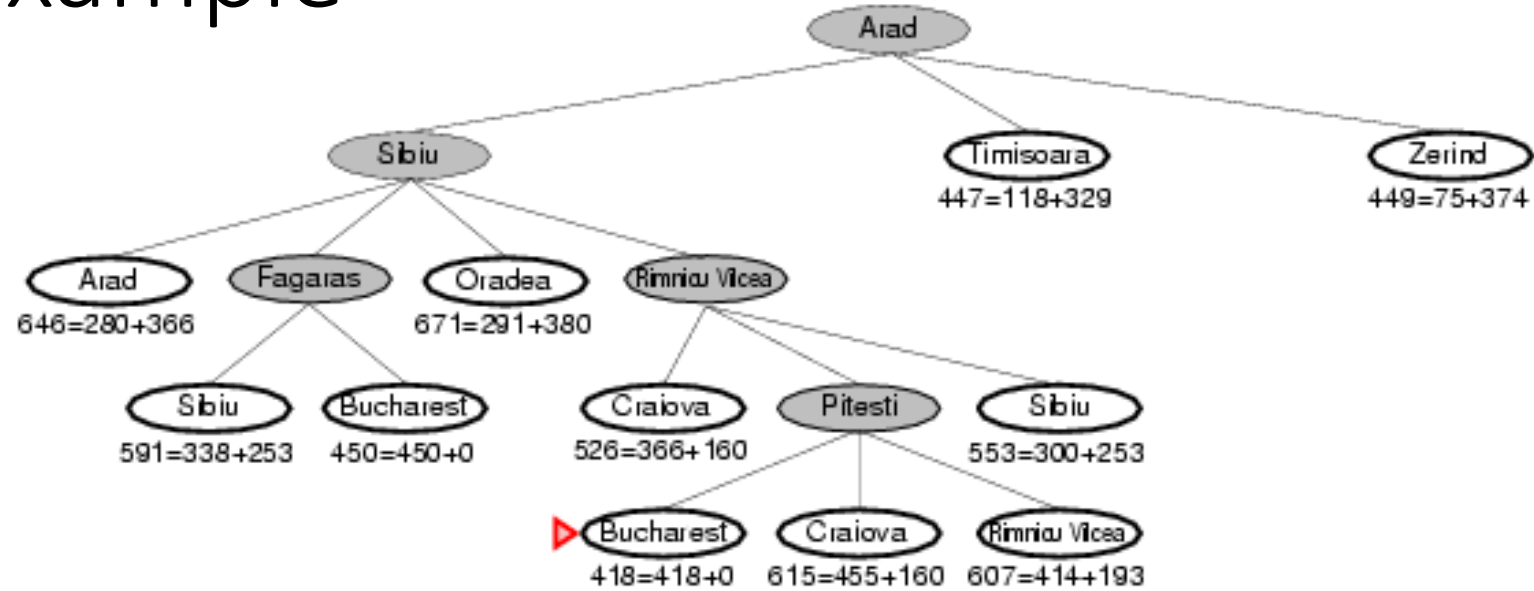 xample
Arad
Sibiu Timisoara Zerind
447=118+329 449=75+374
Arad Fagaras Oradea Rimnicu Vilcea
646=280+366 671=291+380
Sibiu Bucharest Craiova Pitesti Sibiu
591=338+253 450=450+0 526=366+160 553=300+253
Bucharest Craiova Rimnicu Vilcea
418=418+0 615=455+160 607=414+193